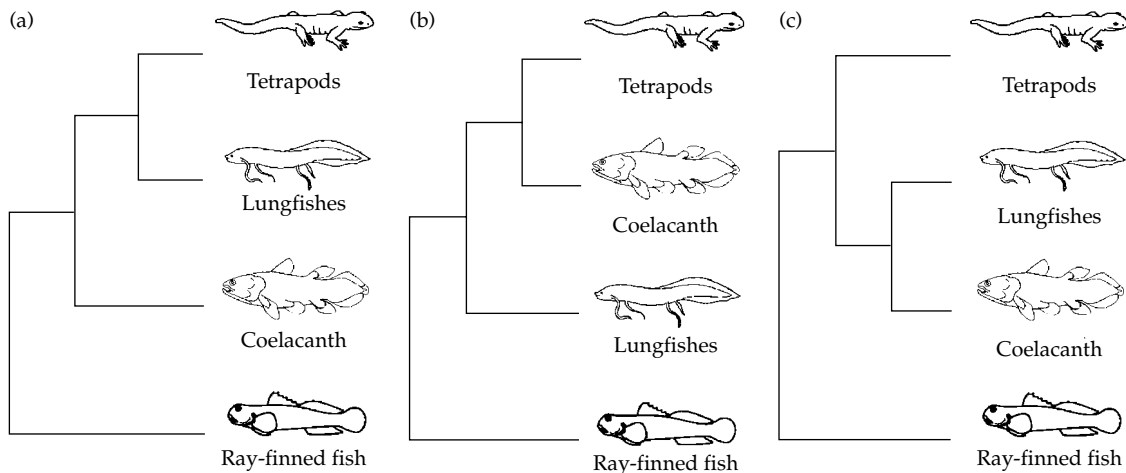 (a)
Tetrapods
Lungfishes
Coelacanth
Ray-finned fish
(b)
Tetrapods
Coelacanth
Lungfishes
Ray-finned fish
(c)
Tetrapods
Lungfishes
Coelacanth
Ray-finned fish